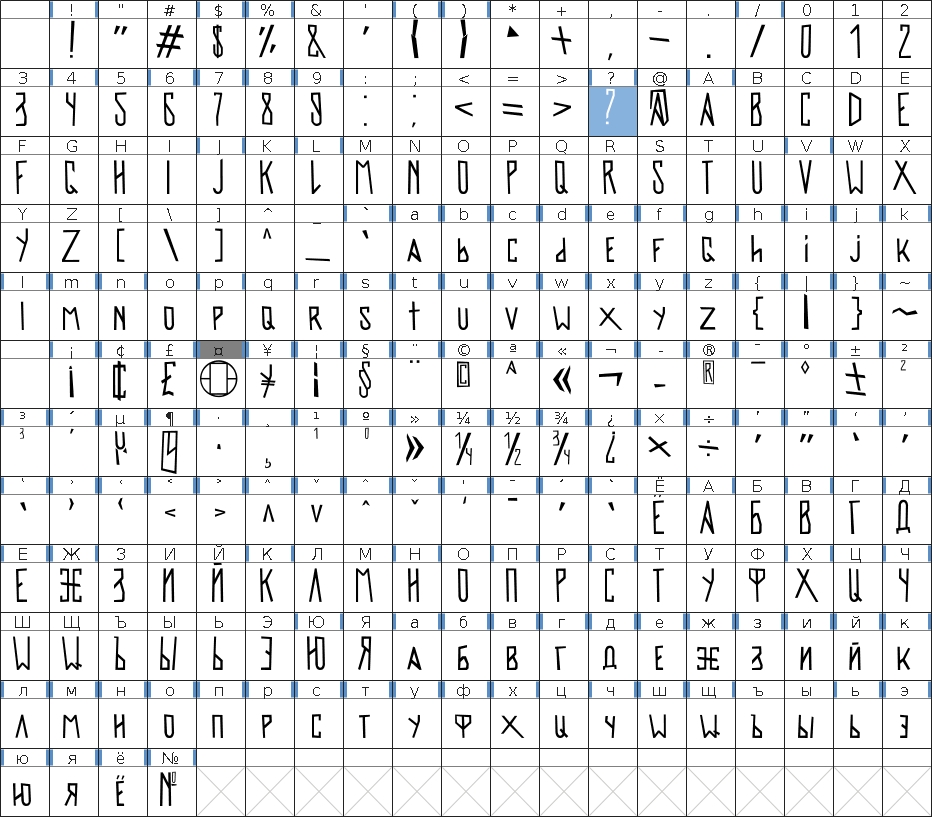 ! " # $ % & ' ( ) * + , - . / 0 1 2
! " # $ % & ' ( ) * + , - . / 0 1 2
3 4 5 6 7 8 9 : ; < = > ? @ A B C D E
3 4 5 6 7 8 9 : ; < = > ? @ A B C D E
F G H I J K L M N O P Q R S T U V W X
F G H I J K L M N O P Q R S T U V W X
Y Z [ \ ] ^ _ ` a b c d e f g h i j k
Y Z [ \ ] ^ _ ` a b c d e f g h i j k
l m n o p q r s t u v w x y z { | } ~
l m n o p q r s t u v w x y z { | } ~
¡ ¢ £ ¤ ¥ ¦ § ¨ © ª « ¬ - ® ¯ ° ± ²
¡ ¢ £ ¤ ¥ ¦ § ¨ © ª « ¬ - ® ¯ ° ± ²
³ ´ µ ¶ · ¸ ¹ º » ¼ ½ ¾ ¿ × ÷ ʹ ʺ ʻ ʼ
³ ´ µ ¶ · ¸ ¹ º » ¼ ½ ¾ ¿ × ÷ ʹ ʺ ʻ ʼ
ʽ ʾ ʿ ˂ ˃ ˄ ˅ ˆ ˇ ˈ ˉ ˊ ˋ Ё А Б В Г Д
ʽ ʾ ʿ ˂ ˃ ˄ ˅ ˆ ˇ ˈ ˉ ˊ ˋ Ё А Б В Г Д
Е Ж З И Й К Л М Н О П Р С Т У Ф Х Ц Ч
Е Ж З И Й К Л М Н О П Р С Т У Ф Х Ц Ч
Ш Щ Ъ Ы Ь Э Ю Я а б в г д е ж з и й к
Ш Щ Ъ Ы Ь Э Ю Я а б в г д е ж з и й к
л м н о п р с т у ф х ц ч ш щ ъ ы ь э
л м н о п р с т у ф х ц ч ш щ ъ ы ь э
ю я ё №
ю я ё №